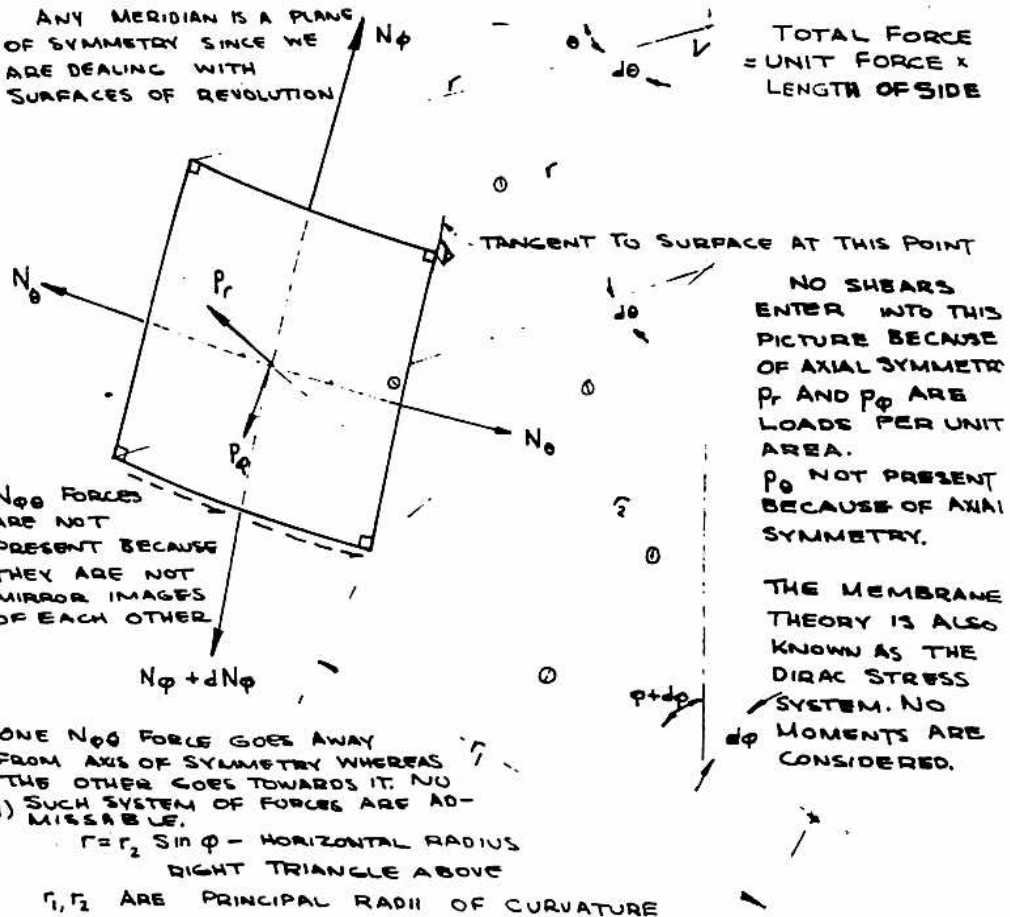 ANY MERIDIAN IS A PLANE
OF SYMMETRY SINCE WE
ARE DEALING WITH
SURFACES OF REVOLUTION
Nφ
r
θ
dθ
TOTAL FORCE
= UNIT FORCE ×
LENGTH OF SIDE
r
TANGENT TO SURFACE AT THIS POINT
Nθ
Pr
dθ
NO SHEARS
ENTER INTO THIS
PICTURE BECAUSE
OF AXIAL SYMMETR
Pr AND Pφ ARE
LOADS PER UNIT
AREA.
Pθ NOT PRESENT
BECAUSE OF AXIAL
SYMMETRY.
Nθ
Pφ
r2
NφΘ FORCES
ARE NOT
PRESENT BECAUSE
THEY ARE NOT
MIRROR IMAGES
OF EACH OTHER
THE MEMBRANE
THEORY IS ALSO
KNOWN AS THE
DIRAC STRESS
SYSTEM. NO
MOMENTS ARE
CONSIDERED.
Nφ + dNφ
φ+dφ
dφ
ONE NφΘ FORCE GOES AWAY
FROM AXIS OF SYMMETRY WHEREAS
THE OTHER GOES TOWARDS IT. NO
SUCH SYSTEM OF FORCES ARE AD-
MISSABLE.
r = r2 Sin φ – HORIZONTAL RADIUS
RIGHT TRIANGLE ABOVE
r1, r2 ARE PRINCIPAL RADII OF CURVATURE